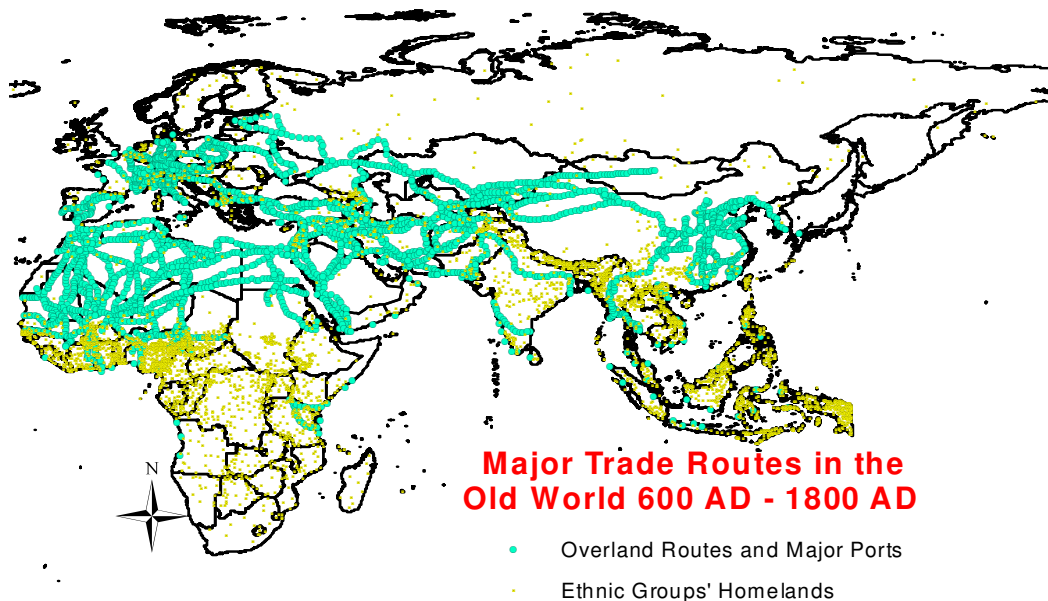 N
Major Trade Routes in the
Old World 600 AD - 1800 AD
Overland Routes and Major Ports
Ethnic Groups' Homelands